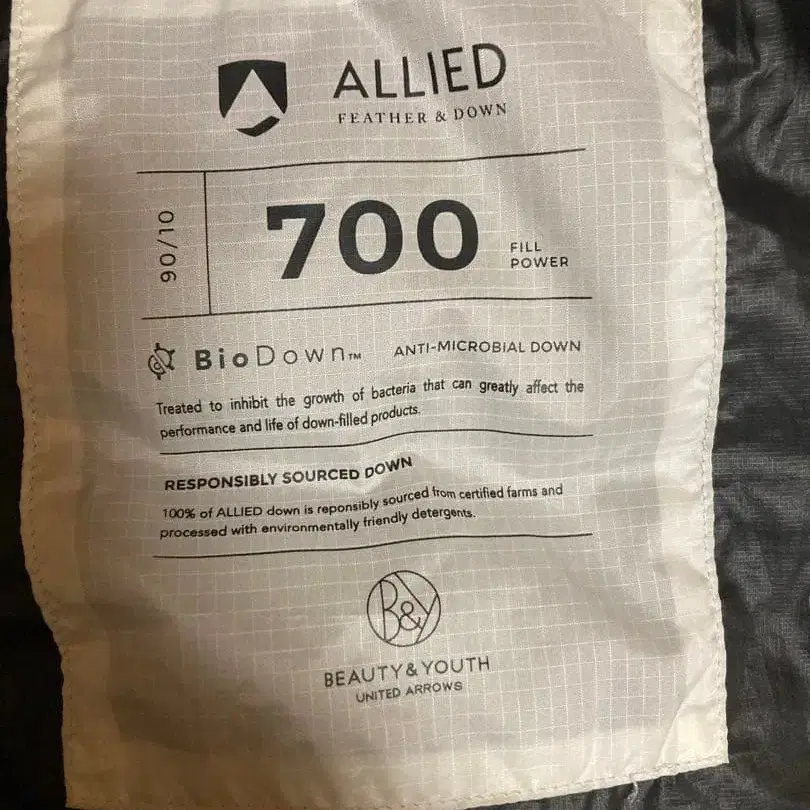 ALLIED
FEATHER & DOWN
90/10
700
FILL
POWER
BioDown™
ANTI-MICROBIAL DOWN
Treated to inhibit the growth of bacteria that can greatly affect the
performance and life of down-filled products.
RESPONSIBLY SOURCED DOWN
100% of ALLIED down is reponsibly sourced from certified farms and
processed with environmentally friendly detergents.
B&Y
BEAUTY&YOUTH
UNITED ARROWS